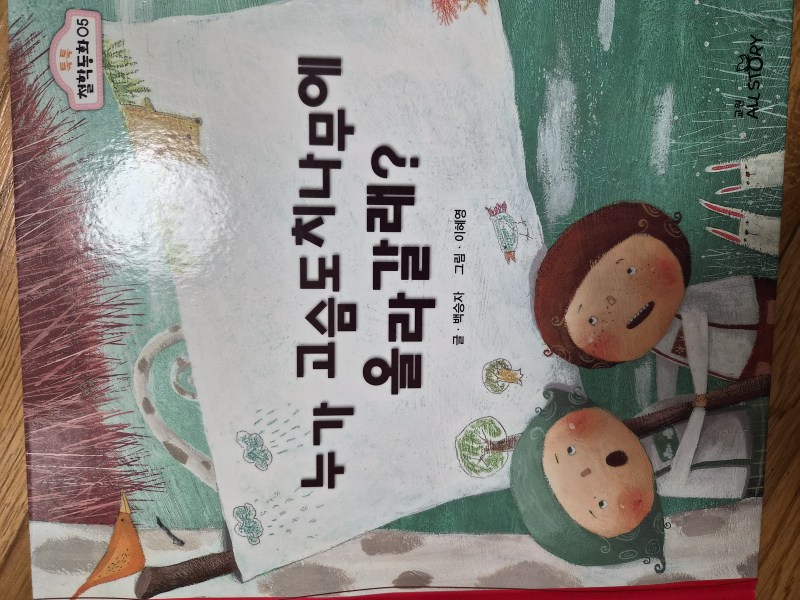 톡톡
철학동화 05
누가 고슴도치나무에
올라갈래?
글 · 백승자 그림 · 이혜영
교원
ALL STORY